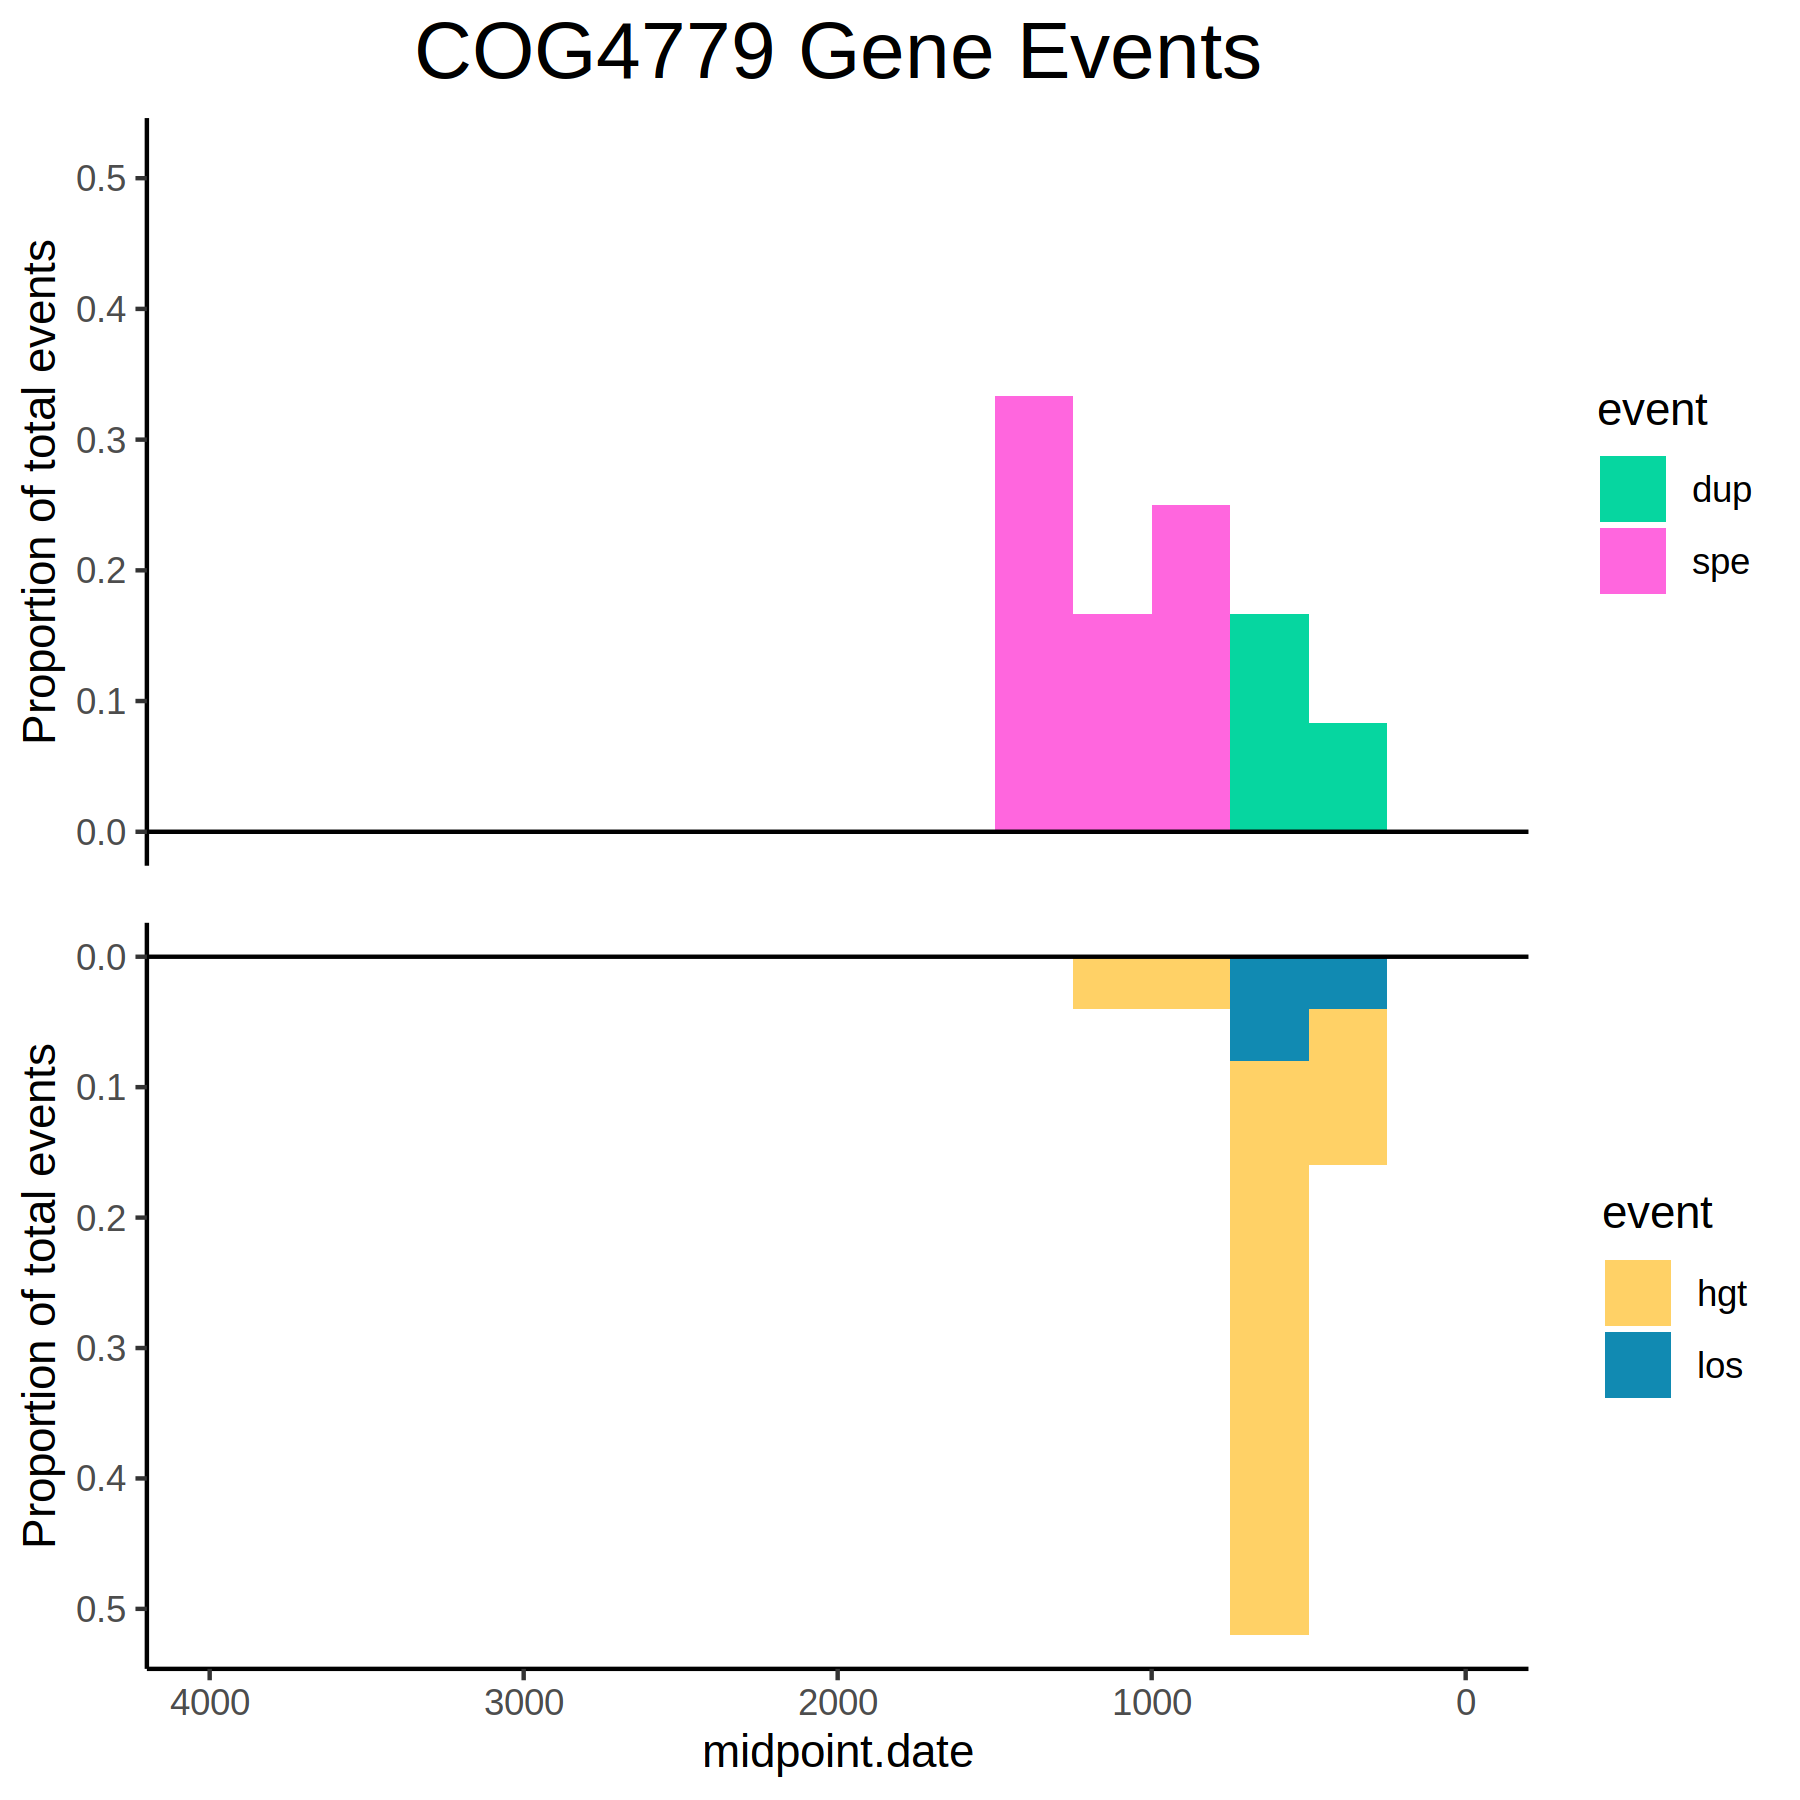 COG4779 Gene Events
Proportion of total events
0.5
0.4
0.3
0.2
0.1
0.0
event
dup
spe
Proportion of total events
0.0
0.1
0.2
0.3
0.4
0.5
event
hgt
los
4000 3000 2000 1000 0
midpoint.date